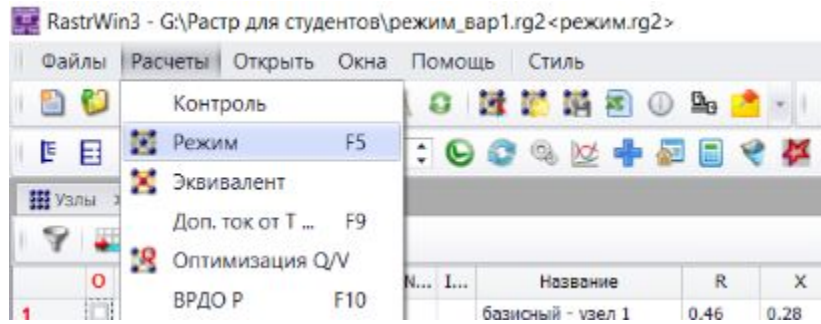 RastrWin3 - G:\Растр для студентов\режим_вар1.rg2<режим.rg2>
Файлы Расчеты Открыть Окна Помощь Стиль
Контроль
Режим F5
Эквивалент
Узлы
Доп. ток от Т ... F9
Оптимизация Q/V
О N... I... Название R X
ВРДО Р F10
1 базисный - узел 1 0,46 0,28